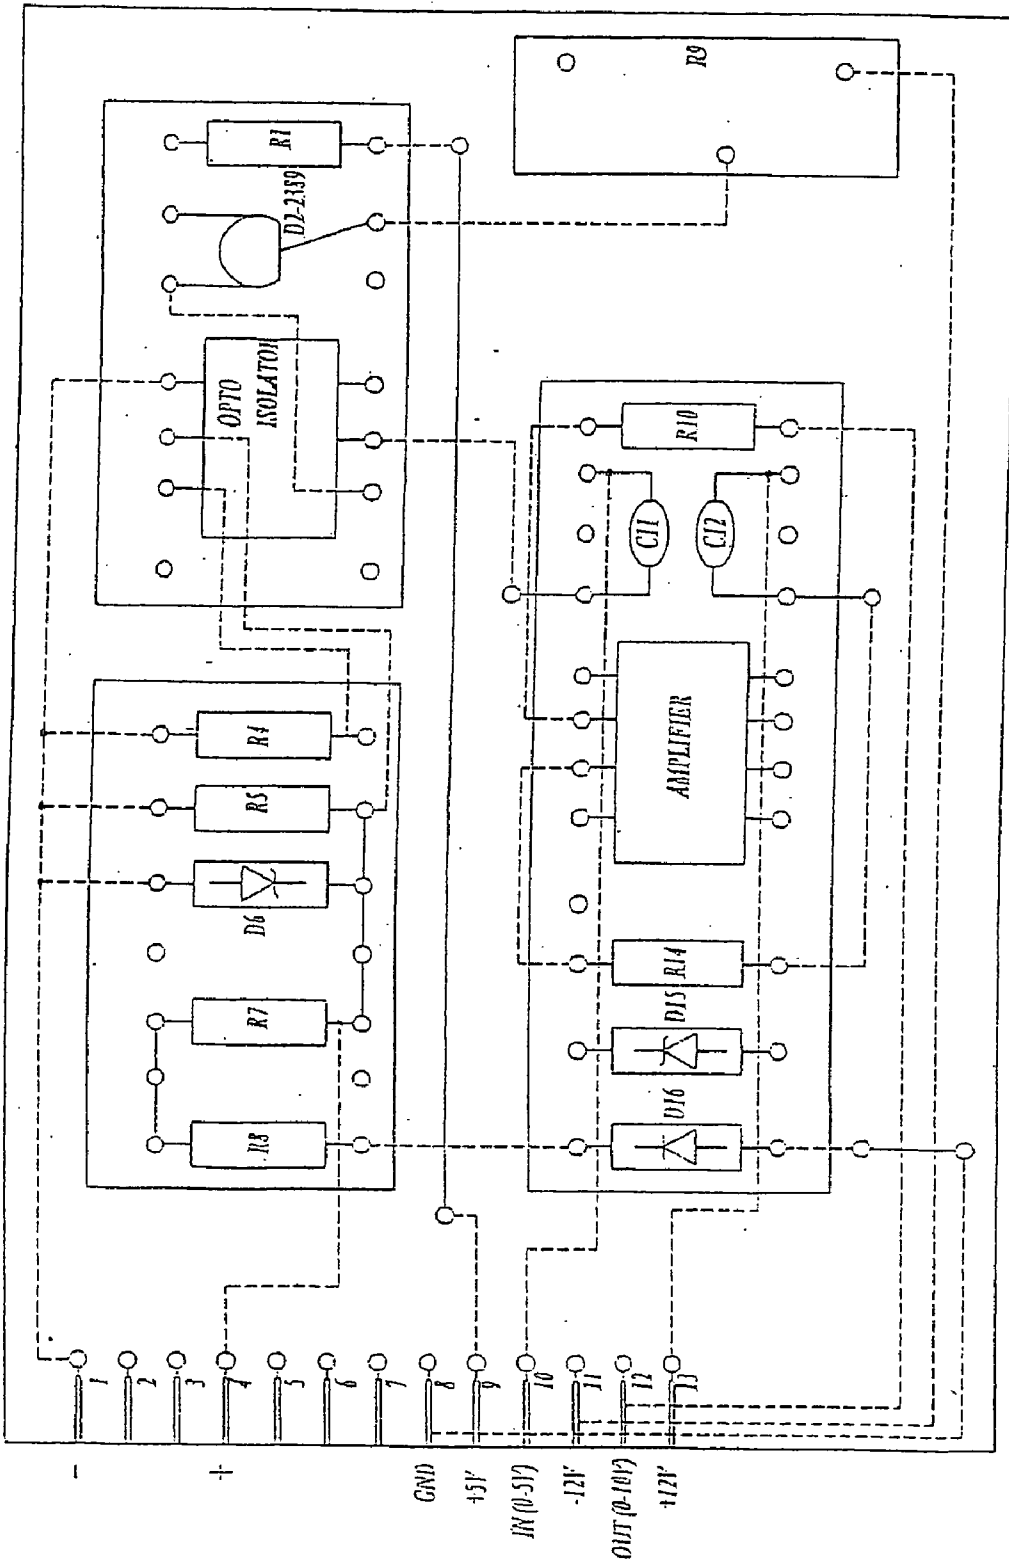 R9
R1
D2-2389
OPTO
ISOLATOR
R10
C11
C12
R4
R5
D6
AMPLIFIER
R7
R14
D15
R8
D16
1
2
3
4
5
6
7
8
9
10
11
12
13
-
+
GND
+5V
IN (0-5V)
-12V
OUT (0-10V)
+12V